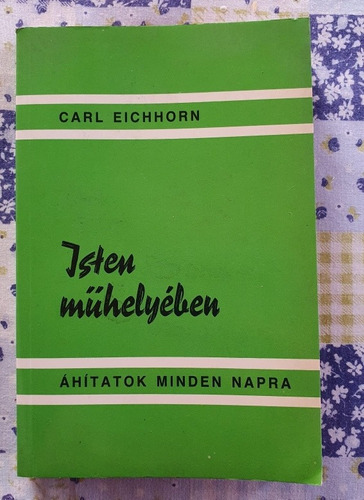 CARL EICHHORN
Isten
műhelyében
ÁHÍTATOK MINDEN NAPRA